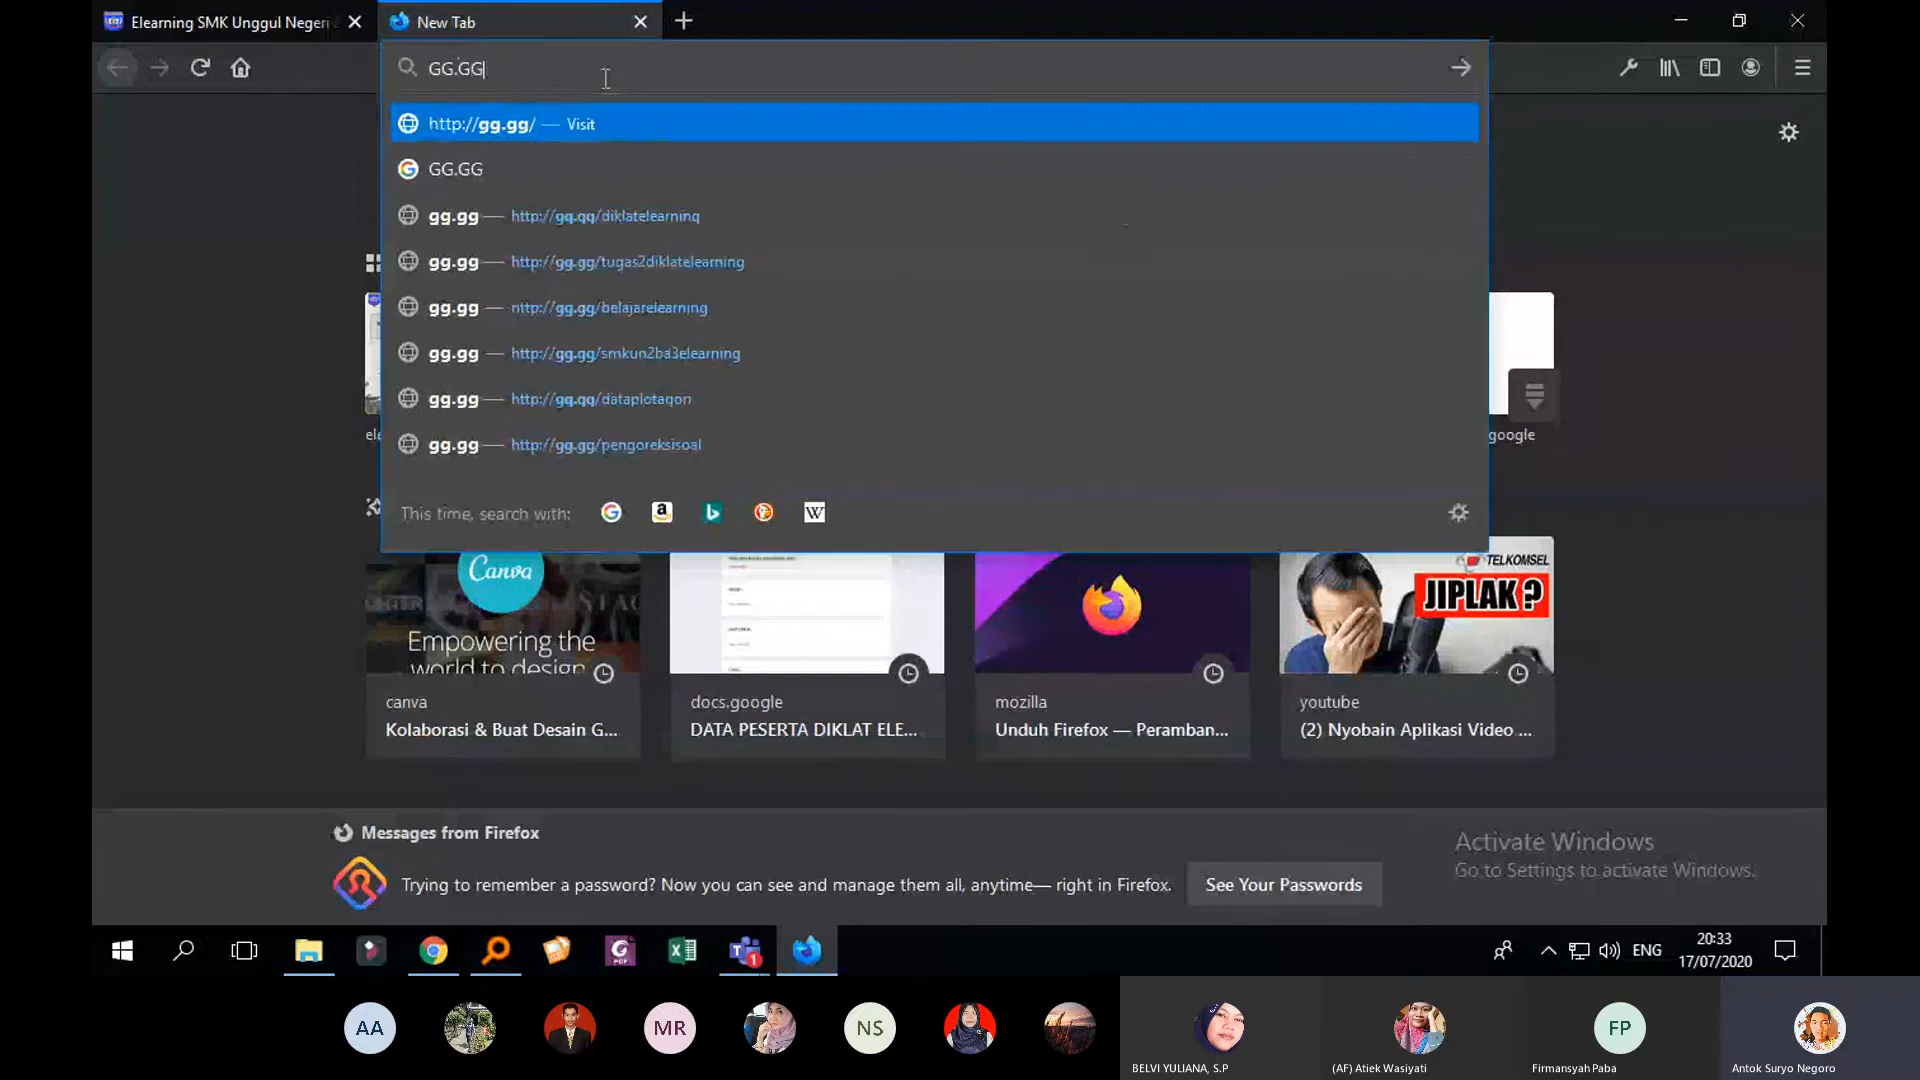 Elearning SMK Unggul Negeri
New Tab
GG.GG
http://gg.gg/ — Visit
GG.GG
gg.gg — http://gg.gg/diklatelearning
gg.gg — http://gg.gg/tugas2diklatelearning
gg.gg — http://gg.gg/belajarelearning
gg.gg — http://gg.gg/smkun2ba3elearning
gg.gg — http://gg.gg/dataplotagon
gg.gg — http://gg.gg/pengoreksisoal
ele
google
This time, search with:
Canva
Empowering the
world to design
TELKOMSEL
JIPLAK ?
canva
Kolaborasi & Buat Desain G...
docs.google
DATA PESERTA DIKLAT ELE...
mozilla
Unduh Firefox — Peramban...
youtube
(2) Nyobain Aplikasi Video ...
Messages from Firefox
Trying to remember a password? Now you can see and manage them all, anytime— right in Firefox.
See Your Passwords
Activate Windows
Go to Settings to activate Windows.
ENG
20:33
17/07/2020
AA
MR
NS
FP
BELVI YULIANA, S.P
(AF) Atiek Wasiyati
Firmansyah Paba
Antok Suryo Negoro